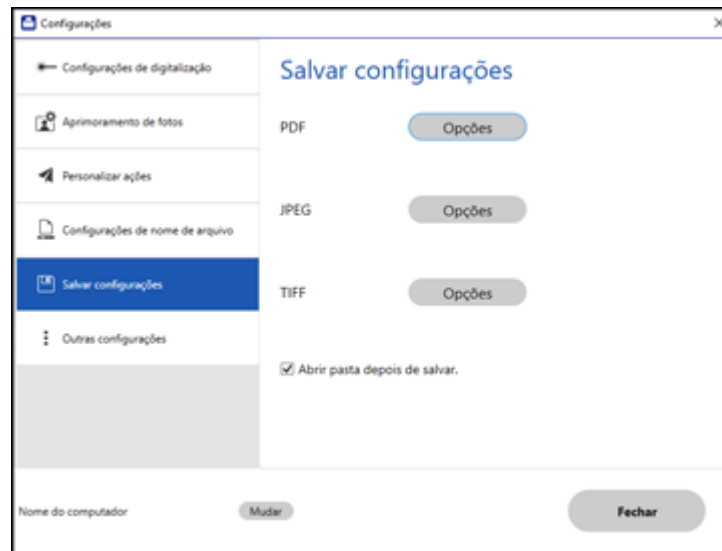 Configurações
Configurações de digitalização
Aprimoramento de fotos
Personalizar ações
Configurações de nome de arquivo
Salvar configurações
Outras configurações
Salvar configurações
PDF Opções
JPEG Opções
TIFF Opções
Abrir pasta depois de salvar.
Nome do computador Mudar Fechar